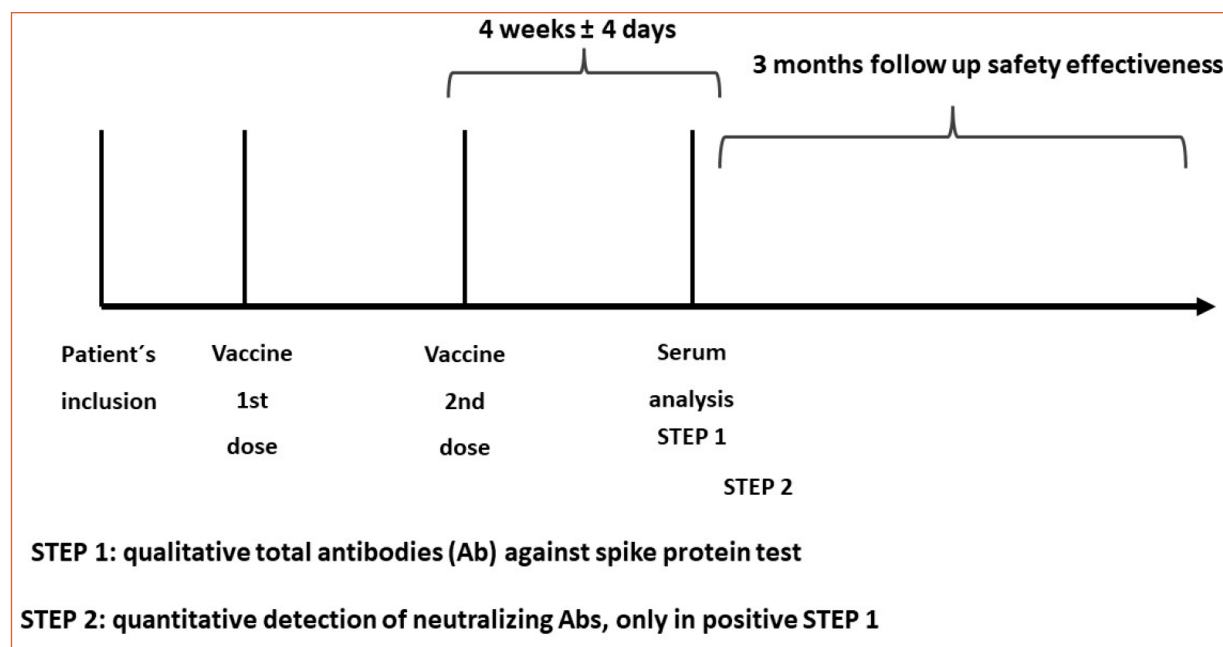 4 weeks ± 4 days
3 months follow up safety effectiveness
Patient´s
inclusion
Vaccine
1st
dose
Vaccine
2nd
dose
Serum
analysis
STEP 1
STEP 2
STEP 1: qualitative total antibodies (Ab) against spike protein test
STEP 2: quantitative detection of neutralizing Abs, only in positive STEP 1